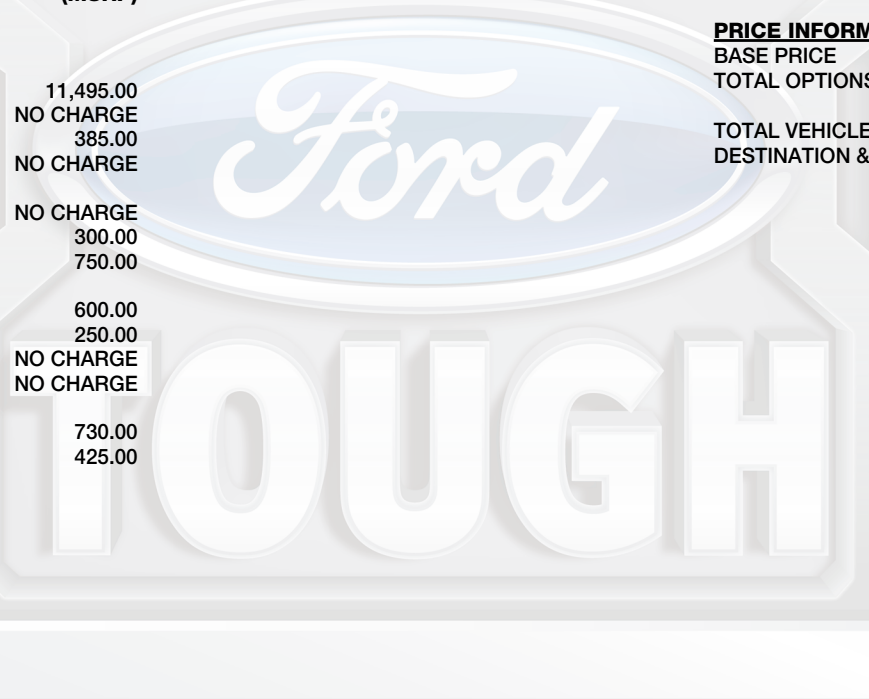 PRICE INFORM
BASE PRICE
TOTAL OPTIONS
TOTAL VEHICLE
DESTINATION &
11,495.00
NO CHARGE
385.00
NO CHARGE
NO CHARGE
300.00
750.00
600.00
250.00
NO CHARGE
NO CHARGE
730.00
425.00
Ford
TOUGH